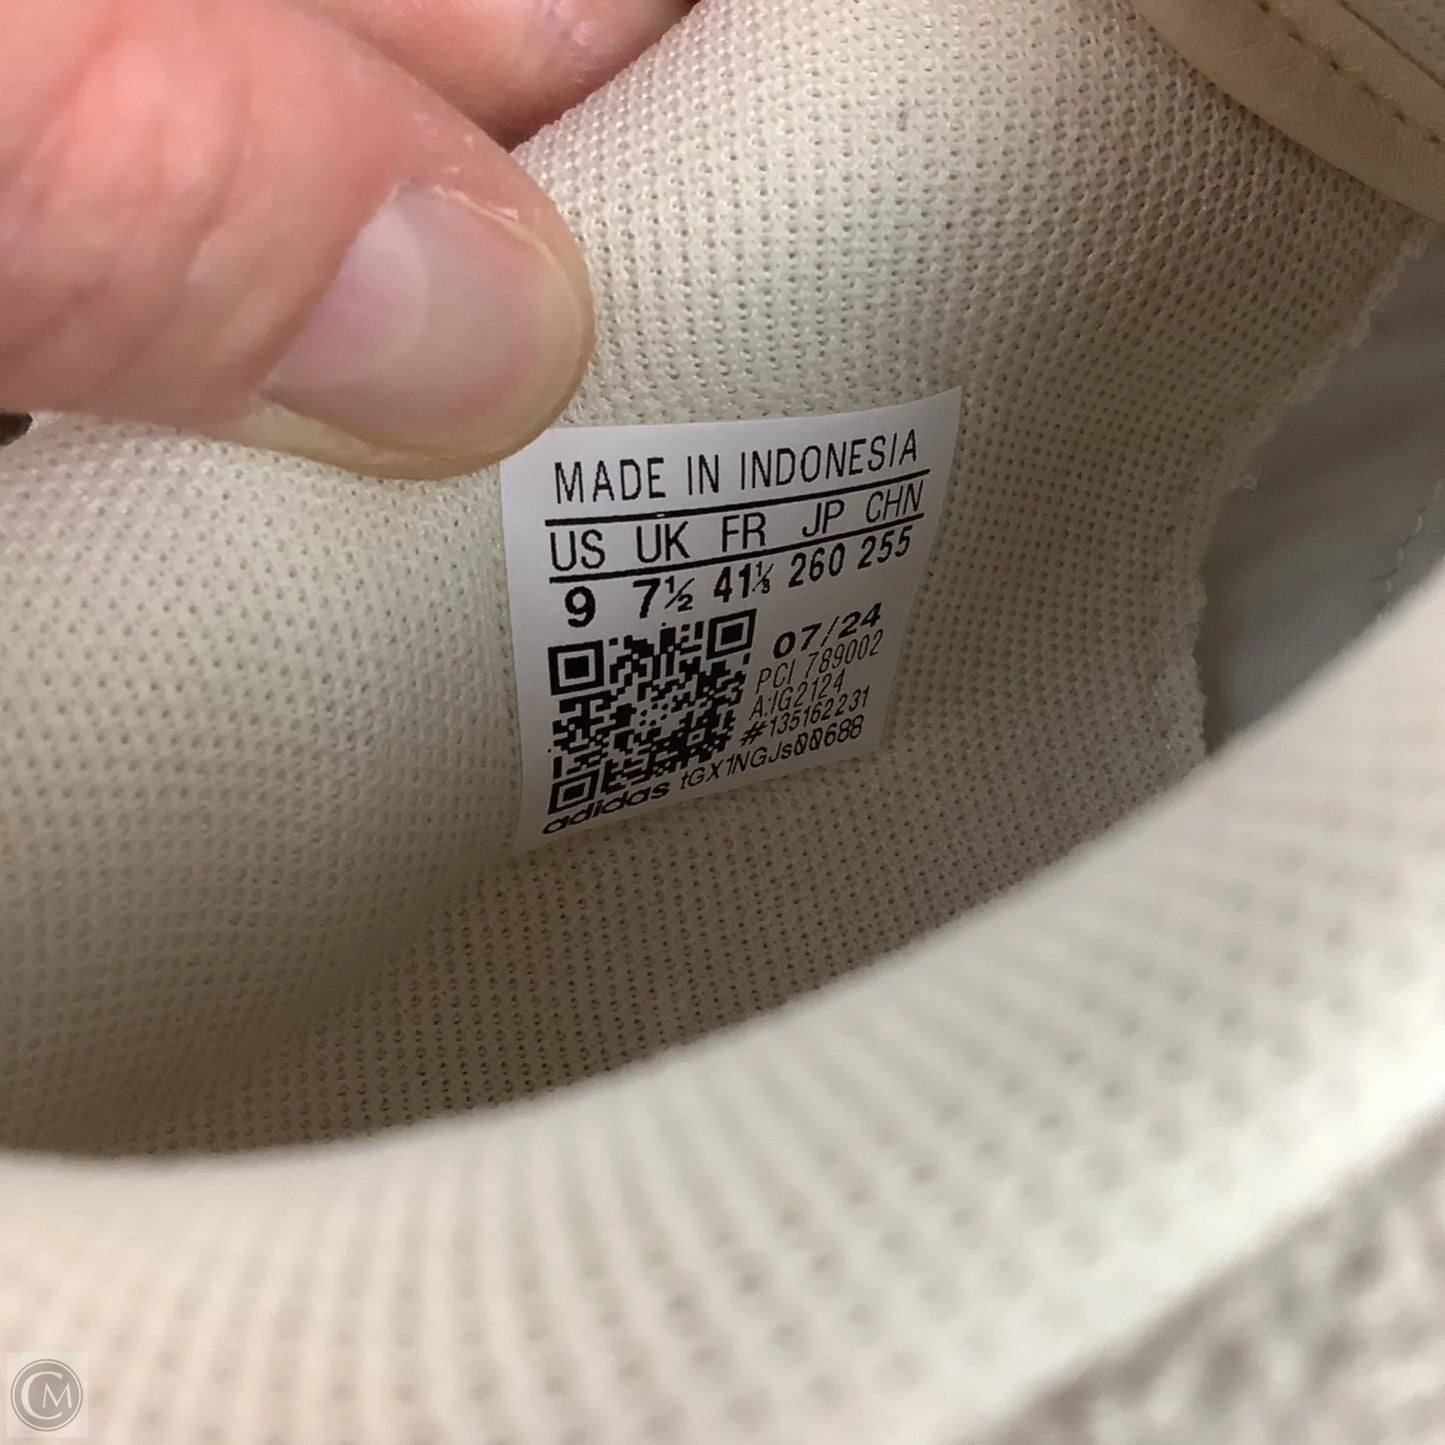 MADE IN INDONESIA
US UK FR JP CHN
9 7½ 41⅓ 260 255
07/24
PCI 789002
A:IG2124
#135162231
adidas tGX1NGJs00688
CM